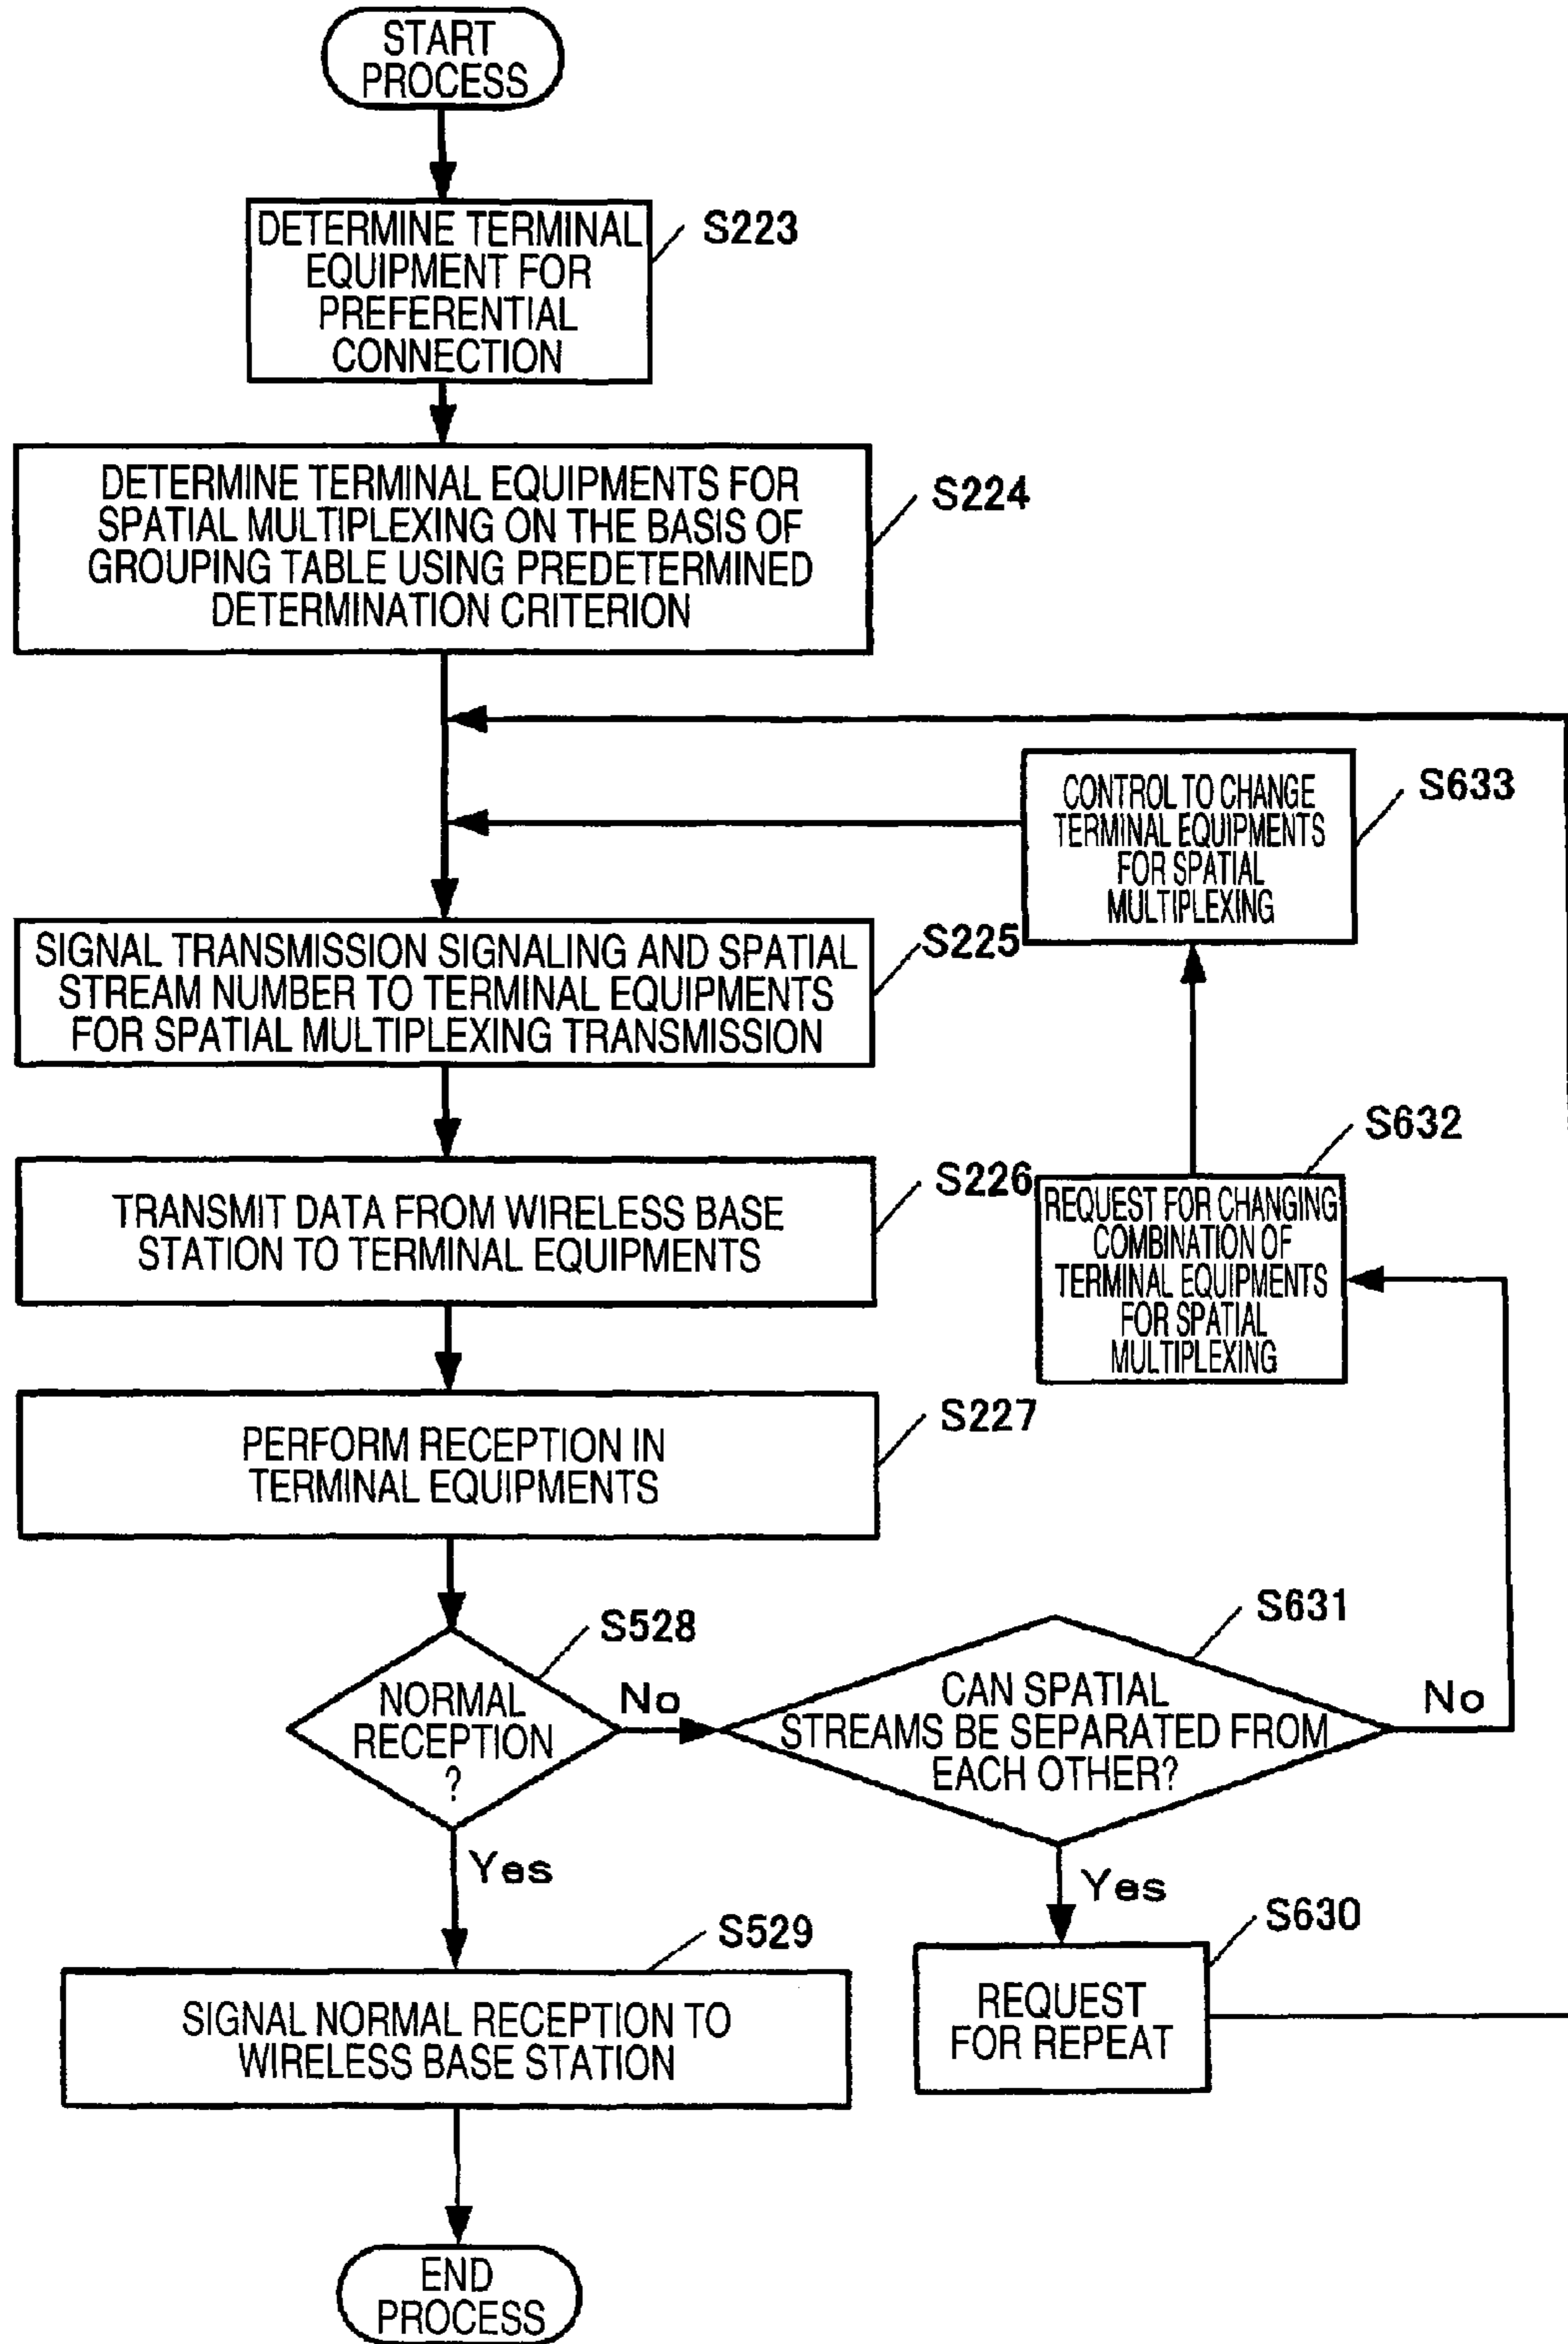 START
PROCESS
DETERMINE TERMINAL
EQUIPMENT FOR
PREFERENTIAL
CONNECTION
S223
DETERMINE TERMINAL EQUIPMENTS FOR
SPATIAL MULTIPLEXING ON THE BASIS OF
GROUPING TABLE USING PREDETERMINED
DETERMINATION CRITERION
S224
CONTROL TO CHANGE
TERMINAL EQUIPMENTS
FOR SPATIAL
MULTIPLEXING
S633
SIGNAL TRANSMISSION SIGNALING AND SPATIAL
STREAM NUMBER TO TERMINAL EQUIPMENTS
FOR SPATIAL MULTIPLEXING TRANSMISSION
S225
TRANSMIT DATA FROM WIRELESS BASE
STATION TO TERMINAL EQUIPMENTS
S226
REQUEST FOR CHANGING
COMBINATION OF
TERMINAL EQUIPMENTS
FOR SPATIAL
MULTIPLEXING
S632
PERFORM RECEPTION IN
TERMINAL EQUIPMENTS
S227
NORMAL
RECEPTION
?
S528
No
CAN SPATIAL
STREAMS BE SEPARATED FROM
EACH OTHER?
S631
No
Yes
Yes
SIGNAL NORMAL RECEPTION TO
WIRELESS BASE STATION
S529
REQUEST
FOR REPEAT
S630
END
PROCESS